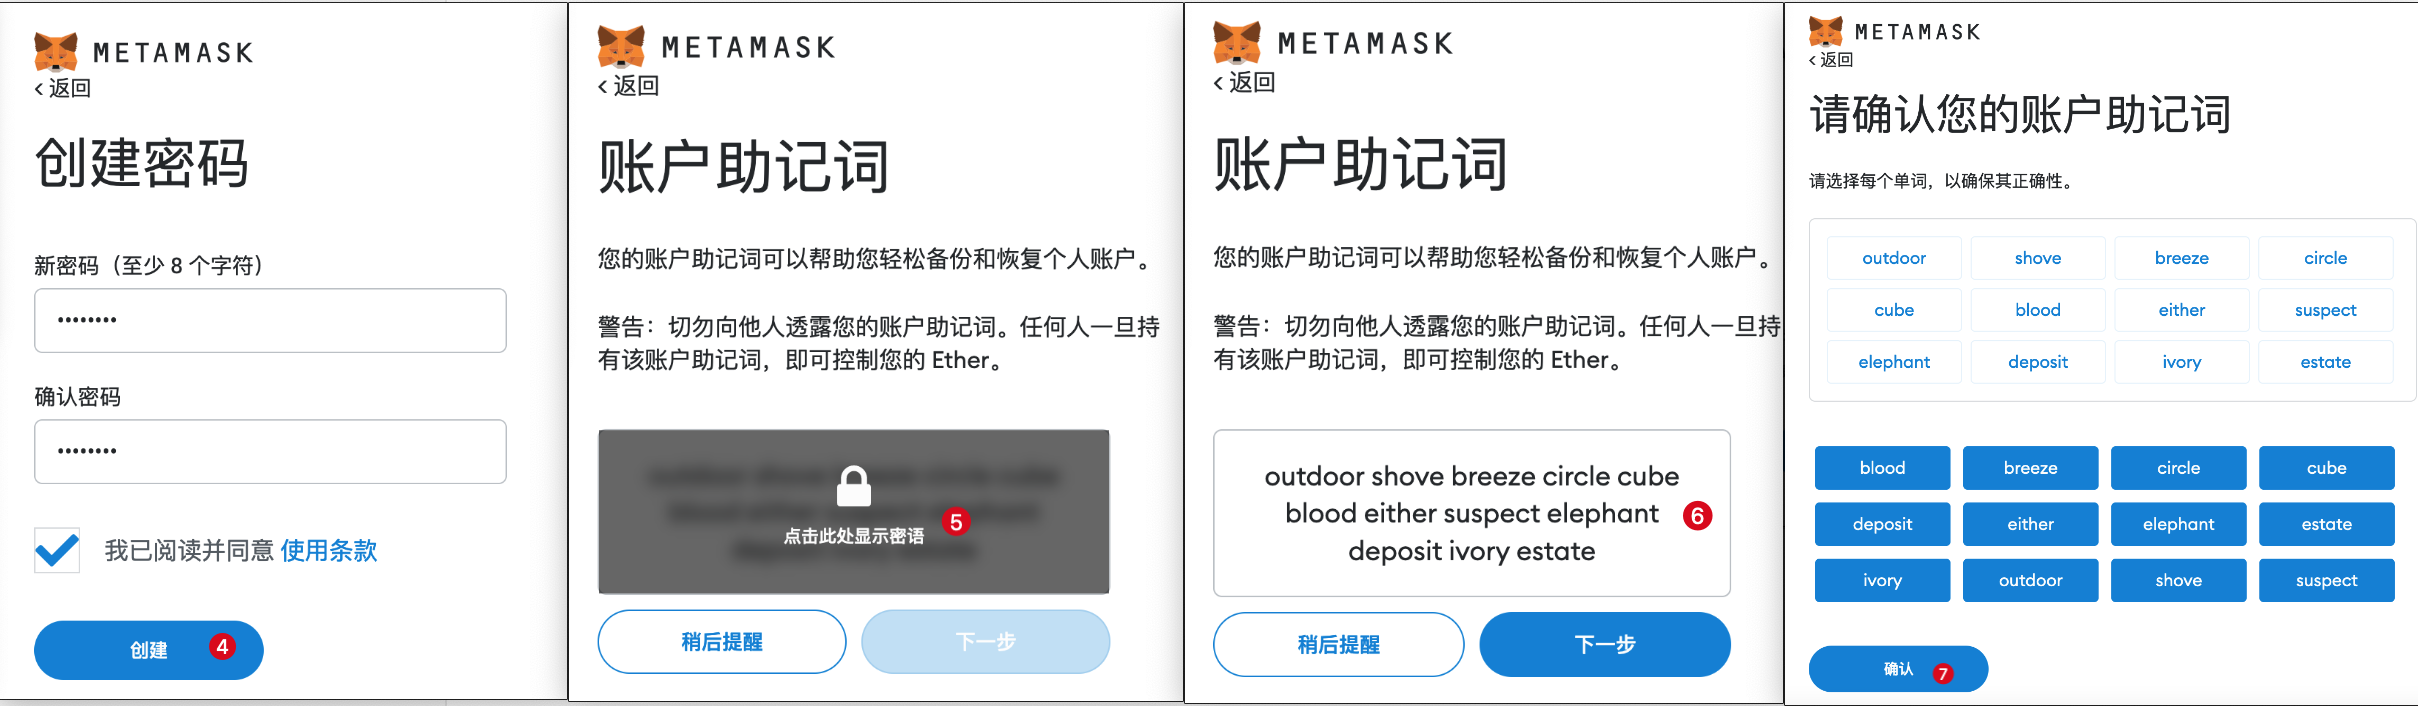 METAMASK
< 返回
创建密码
新密码（至少 8 个字符）
••••••••
确认密码
••••••••
我已阅读并同意 使用条款
创建 4
METAMASK
< 返回
账户助记词
您的账户助记词可以帮助您轻松备份和恢复个人账户。
警告：切勿向他人透露您的账户助记词。任何人一旦持
有该账户助记词，即可控制您的 Ether。
点击此处显示密语 5
稍后提醒 下一步
METAMASK
< 返回
账户助记词
您的账户助记词可以帮助您轻松备份和恢复个人账户。
警告：切勿向他人透露您的账户助记词。任何人一旦持
有该账户助记词，即可控制您的 Ether。
outdoor shove breeze circle cube
blood either suspect elephant 6
deposit ivory estate
稍后提醒 下一步
METAMASK
< 返回
请确认您的账户助记词
请选择每个单词，以确保其正确性。
outdoor shove breeze circle
cube blood either suspect
elephant deposit ivory estate
blood breeze circle cube
deposit either elephant estate
ivory outdoor shove suspect
确认 7